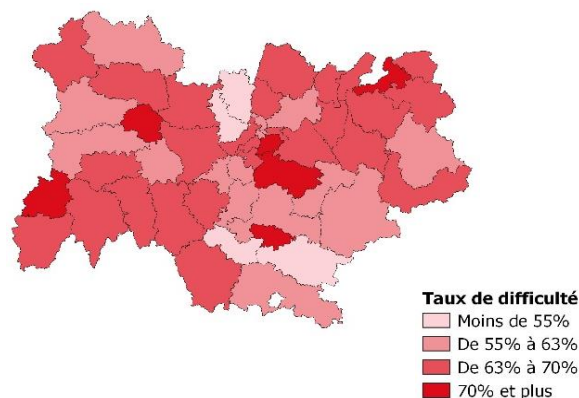 Taux de difficulté
Moins de 55%
De 55% à 63%
De 63% à 70%
70% et plus